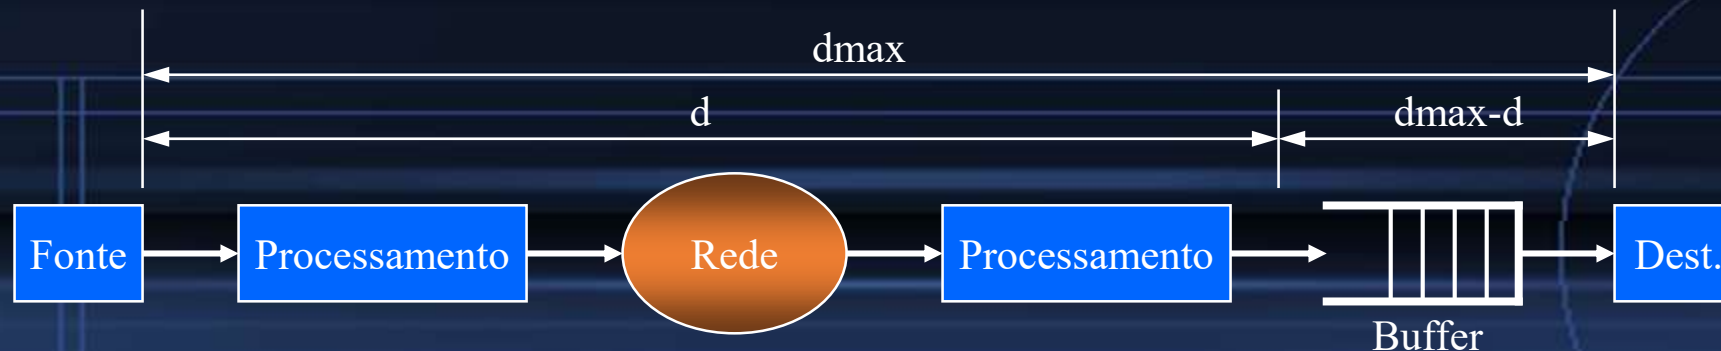 dmax
d
dmax-d
Fonte
Processamento
Rede
Processamento
Dest.
Buffer